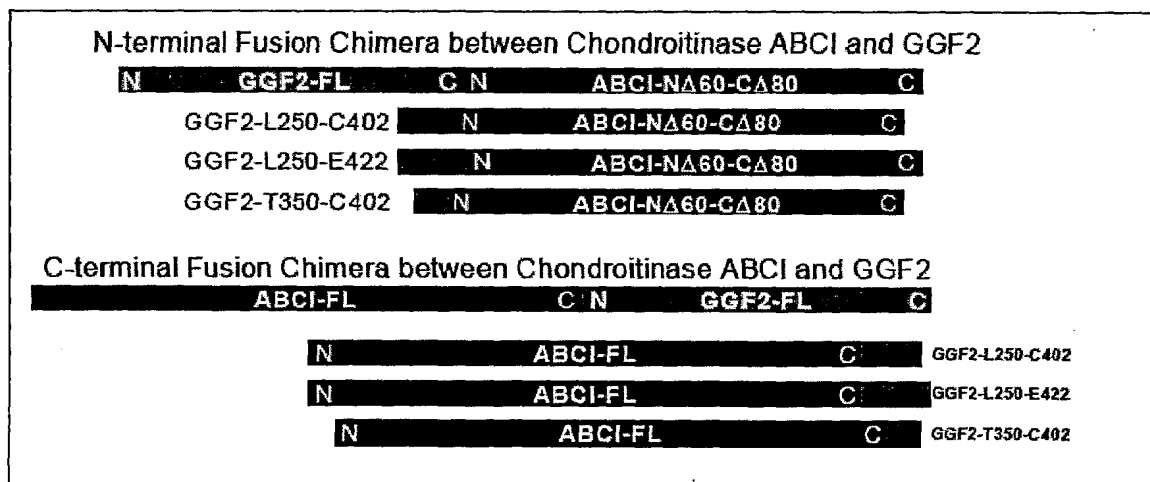 N-terminal Fusion Chimera between Chondroitinase ABCI and GGF2
N GGF2-FL C N ABCI-NΔ60-CΔ80 C
GGF2-L250-C402 N ABCI-NΔ60-CΔ80 C
GGF2-L250-E422 N ABCI-NΔ60-CΔ80 C
GGF2-T350-C402 N ABCI-NΔ60-CΔ80 C
C-terminal Fusion Chimera between Chondroitinase ABCI and GGF2
ABCI-FL C N GGF2-FL C
N ABCI-FL C GGF2-L250-C402
N ABCI-FL C GGF2-L250-E422
N ABCI-FL C GGF2-T350-C402